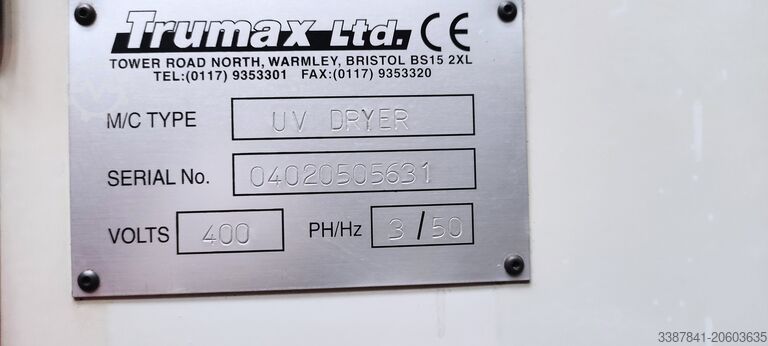 Trumax Ltd. CE
TOWER ROAD NORTH, WARMLEY, BRISTOL BS15 2XL
TEL:(0117) 9353301 FAX:(0117) 9353320
M/C TYPE UV DRYER
SERIAL No. 04020505631
VOLTS 400 PH/Hz 3/50
3387841-20603635